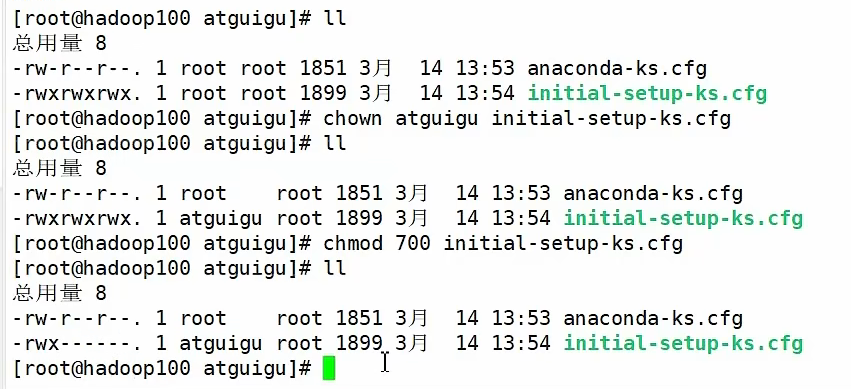 [root@hadoop100 atguigu]# ll
总用量 8
-rw-r--r--. 1 root root 1851 3月  14 13:53 anaconda-ks.cfg
-rwxrwxrwx. 1 root root 1899 3月  14 13:54 initial-setup-ks.cfg
[root@hadoop100 atguigu]# chown atguigu initial-setup-ks.cfg
[root@hadoop100 atguigu]# ll
总用量 8
-rw-r--r--. 1 root    root 1851 3月  14 13:53 anaconda-ks.cfg
-rwxrwxrwx. 1 atguigu root 1899 3月  14 13:54 initial-setup-ks.cfg
[root@hadoop100 atguigu]# chmod 700 initial-setup-ks.cfg
[root@hadoop100 atguigu]# ll
总用量 8
-rw-r--r--. 1 root    root 1851 3月  14 13:53 anaconda-ks.cfg
-rwx------. 1 atguigu root 1899 3月  14 13:54 initial-setup-ks.cfg
[root@hadoop100 atguigu]#